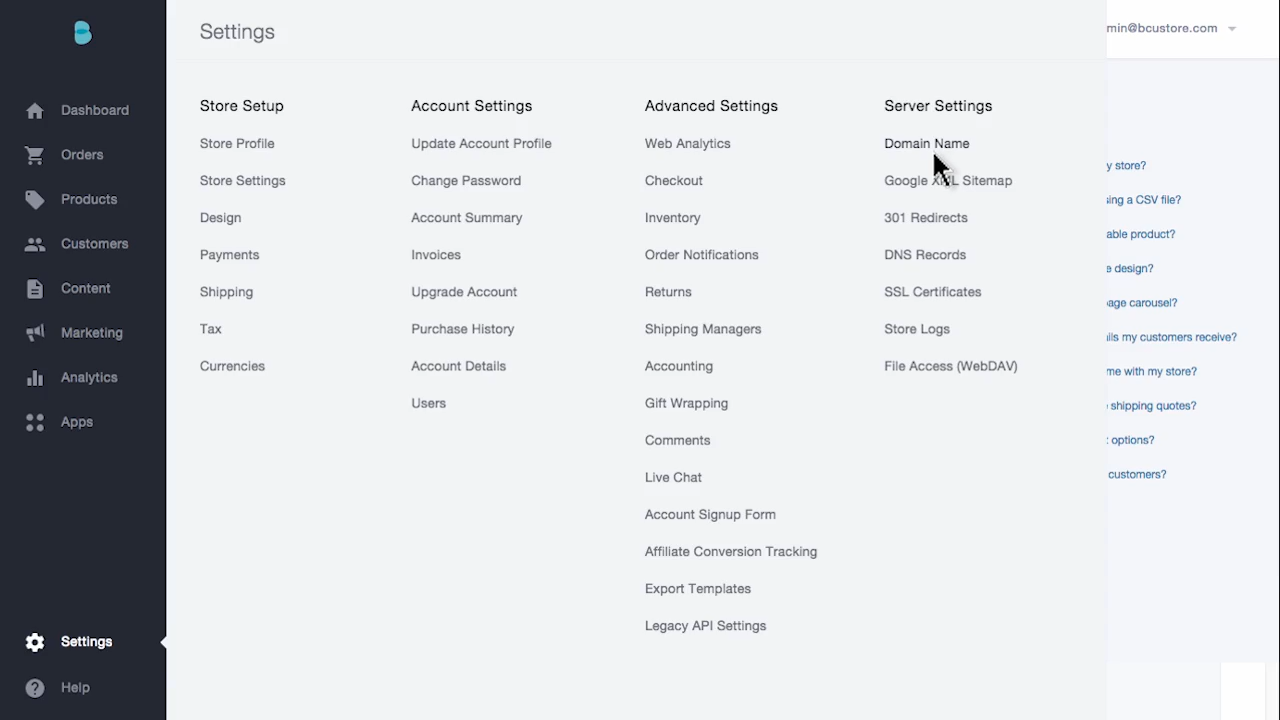 Settings
min@bcustore.com
Dashboard
Orders
Products
Customers
Content
Marketing
Analytics
Apps
Settings
Help
Store Setup
Store Profile
Store Settings
Design
Payments
Shipping
Tax
Currencies
Account Settings
Update Account Profile
Change Password
Account Summary
Invoices
Upgrade Account
Purchase History
Account Details
Users
Advanced Settings
Web Analytics
Checkout
Inventory
Order Notifications
Returns
Shipping Managers
Accounting
Gift Wrapping
Comments
Live Chat
Account Signup Form
Affiliate Conversion Tracking
Export Templates
Legacy API Settings
Server Settings
Domain Name
Google XML Sitemap
301 Redirects
DNS Records
SSL Certificates
Store Logs
File Access (WebDAV)
y store?
sing a CSV file?
able product?
e design?
page carousel?
ils my customers receive?
me with my store?
shipping quotes?
t options?
customers?